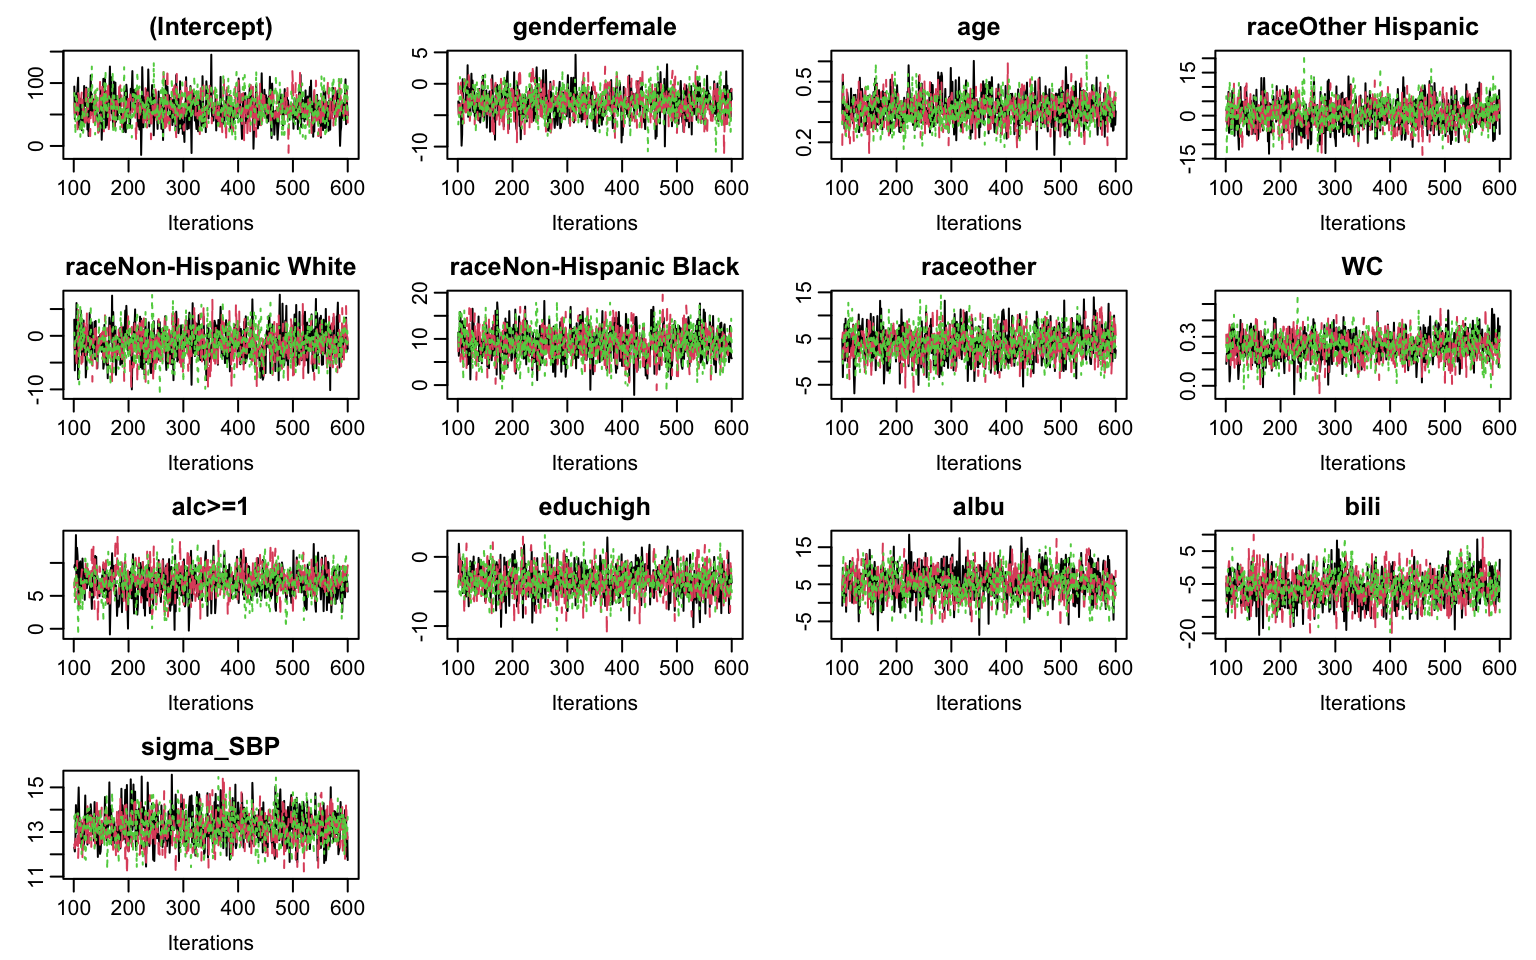 (Intercept) genderfemale age raceOther Hispanic
0 100
-10 0 5
0.2 0.5
-15 0 15
100 200 300 400 500 600 100 200 300 400 500 600 100 200 300 400 500 600 100 200 300 400 500 600
Iterations Iterations Iterations Iterations
raceNon-Hispanic White raceNon-Hispanic Black raceother WC
-10 0
0 10 20
-5 5 15
0.0 0.3
100 200 300 400 500 600 100 200 300 400 500 600 100 200 300 400 500 600 100 200 300 400 500 600
Iterations Iterations Iterations Iterations
alc>=1 educhigh albu bili
0 5
-10 0
-5 5 15
-20 -5 5
100 200 300 400 500 600 100 200 300 400 500 600 100 200 300 400 500 600 100 200 300 400 500 600
Iterations Iterations Iterations Iterations
sigma_SBP
11 13 15
100 200 300 400 500 600
Iterations